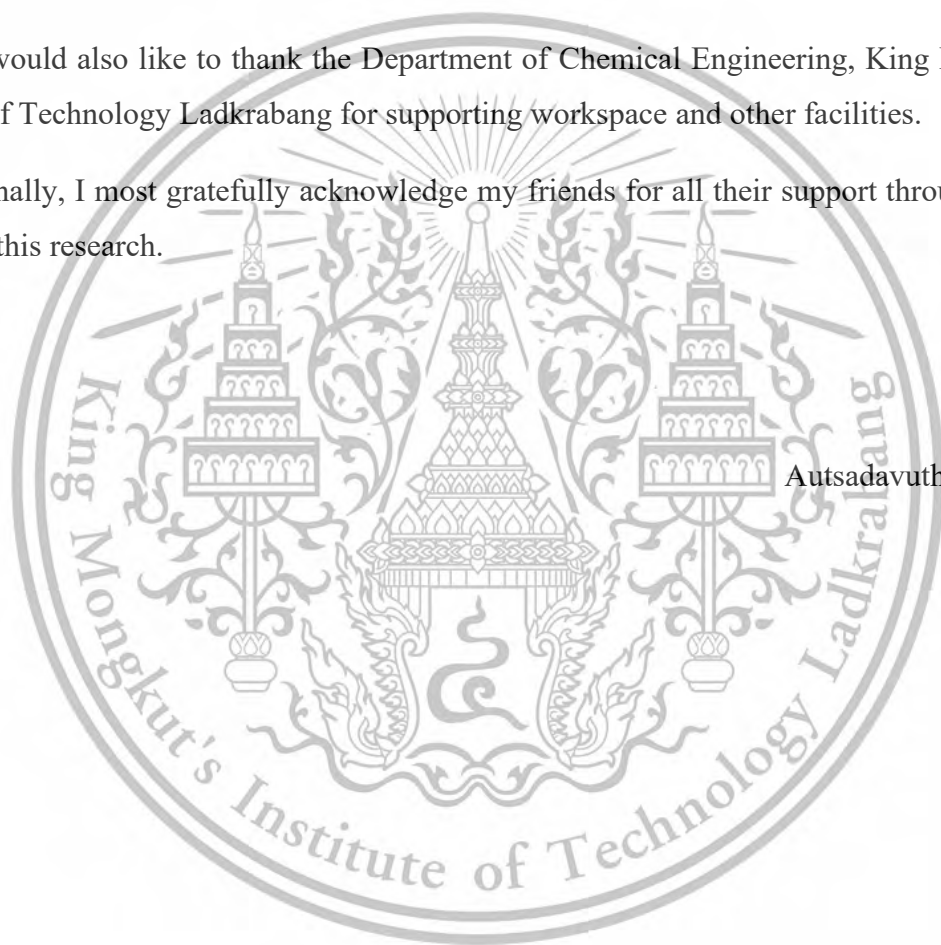 would also like to thank the Department of Chemical Engineering, King
of Technology Ladkrabang for supporting workspace and other facilities.
nally, I most gratefully acknowledge my friends for all their support
this research.
Autsadavuth
King Mongkut's Institute of Technology Ladkrabang
๔